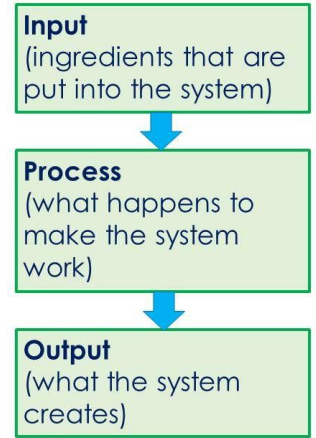 Input
(ingredients that are
put into the system)
Process
(what happens to
make the system
work)
Output
(what the system
creates)